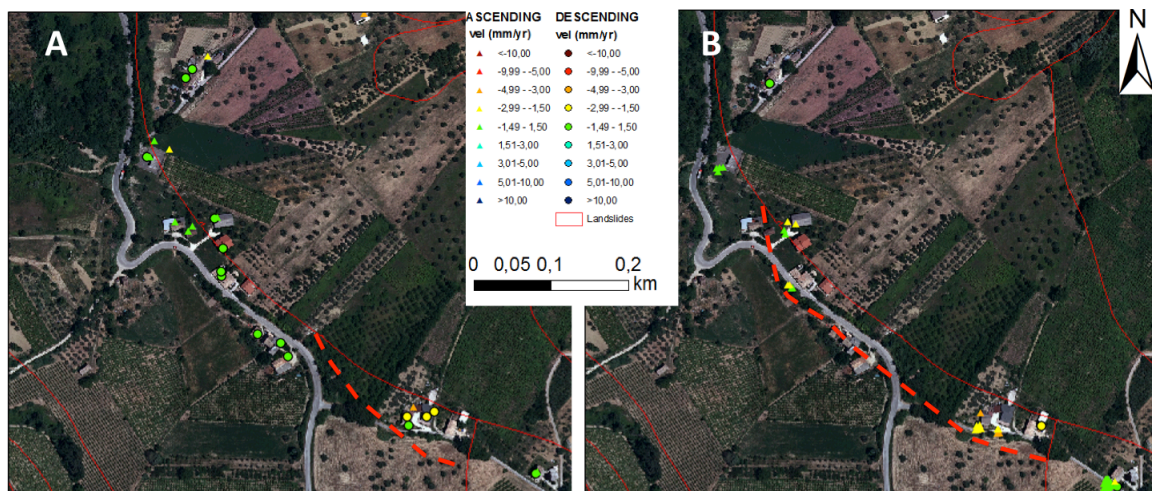 A
ASCENDING
vel (mm/yr)
<-10,00
-9,99 - -5,00
-4,99 - -3,00
-2,99 - -1,50
-1,49 - 1,50
1,51-3,00
3,01-5,00
5,01-10,00
>10,00
DESCENDING
vel (mm/yr)
<-10,00
-9,99 - -5,00
-4,99 - -3,00
-2,99 - -1,50
-1,49 - 1,50
1,51-3,00
3,01-5,00
5,01-10,00
>10,00
Landslides
0 0,05 0,1 0,2
km
B
N